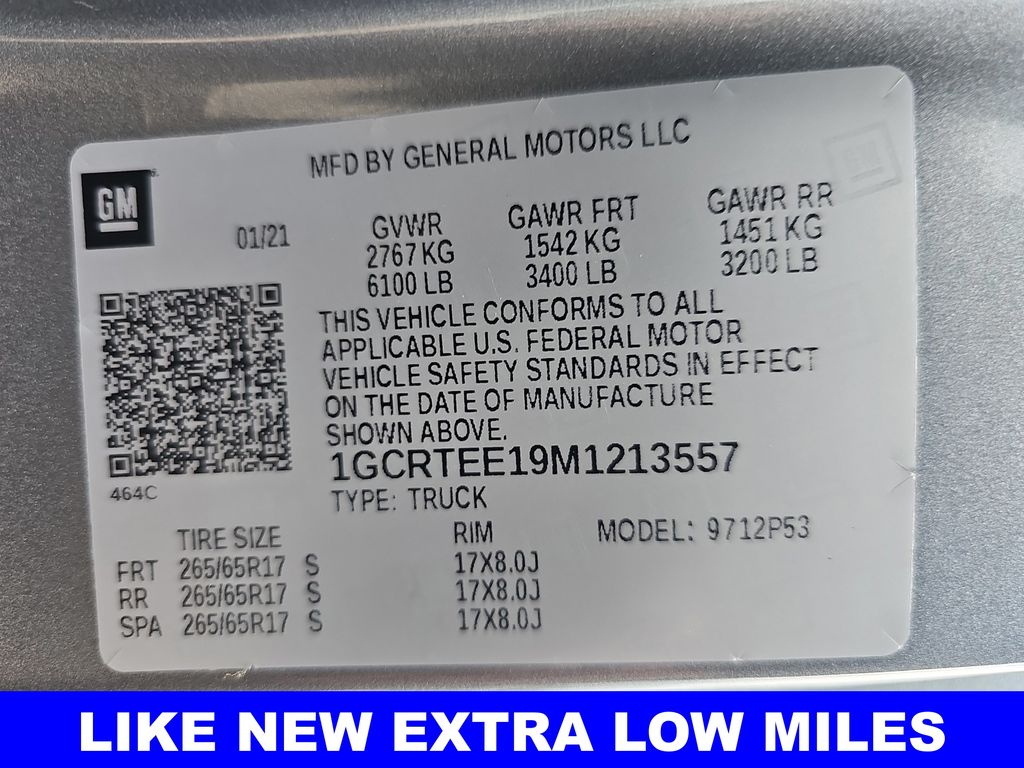 MFD BY GENERAL MOTORS LLC
GM
01/21
GVWR GAWR FRT GAWR RR
2767 KG 1542 KG 1451 KG
6100 LB 3400 LB 3200 LB
THIS VEHICLE CONFORMS TO ALL
APPLICABLE U.S. FEDERAL MOTOR
VEHICLE SAFETY STANDARDS IN EFFECT
ON THE DATE OF MANUFACTURE
SHOWN ABOVE.
1GCRTEE19M1213557
464C
TYPE: TRUCK
TIRE SIZE RIM MODEL: 9712P53
FRT 265/65R17 S 17X8.0J
RR 265/65R17 S 17X8.0J
SPA 265/65R17 S 17X8.0J
LIKE NEW EXTRA LOW MILES